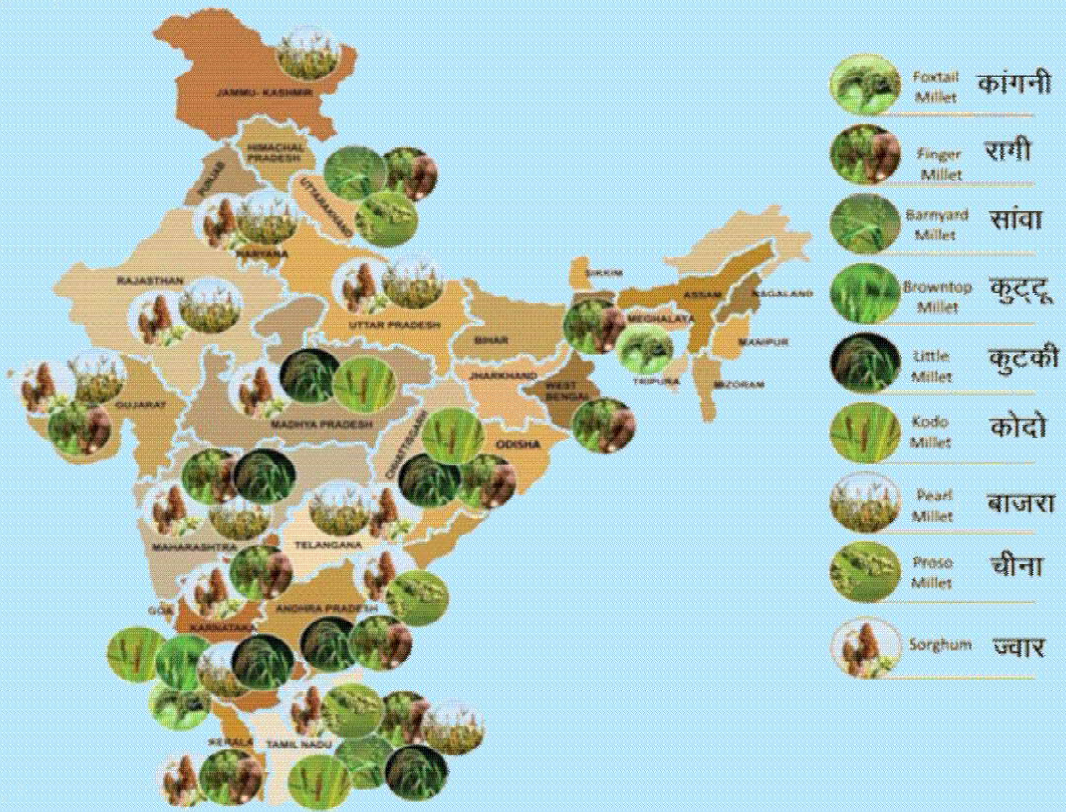 JAMMU- KASHMIR
HIMACHAL
PRADESH
PUNJAB
UTTARAKHAND
HARYANA
RAJASTHAN
UTTAR PRADESH
SIKKIM
ASSAM
NAGALAND
MEGHALAYA
MANIPUR
BIHAR
JHARKHAND
TRIPURA
MIZORAM
WEST
BENGAL
GUJARAT
MADHYA PRADESH
CHHATTISGARH
ODISHA
MAHARASHTRA
TELANGANA
GOA
KARNATAKA
ANDHRA PRADESH
KERALA
TAMIL NADU
Foxtail
Millet
कांगनी
Finger
Millet
रागी
Barnyard
Millet
सांवा
Browntop
Millet
कुट्टू
Little
Millet
कुटकी
Kodo
Millet
कोदो
Pearl
Millet
बाजरा
Proso
Millet
चीना
Sorghum
ज्वार